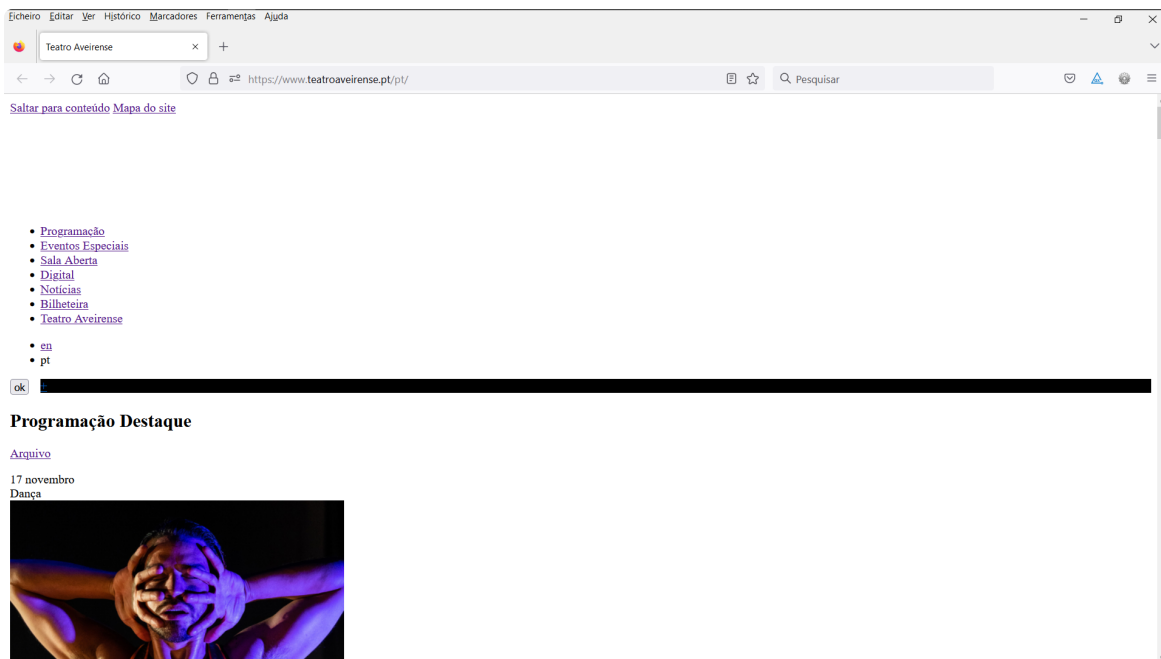 Ficheiro Editar Ver Histórico Marcadores Ferramentas Ajuda
Teatro Aveirense
https://www.teatroaveirense.pt/pt/
Pesquisar
Saltar para conteúdo Mapa do site
Programação
Eventos Especiais
Sala Aberta
Digital
Notícias
Bilheteira
Teatro Aveirense
en
pt
ok +
Programação Destaque
Arquivo
17 novembro
Dança